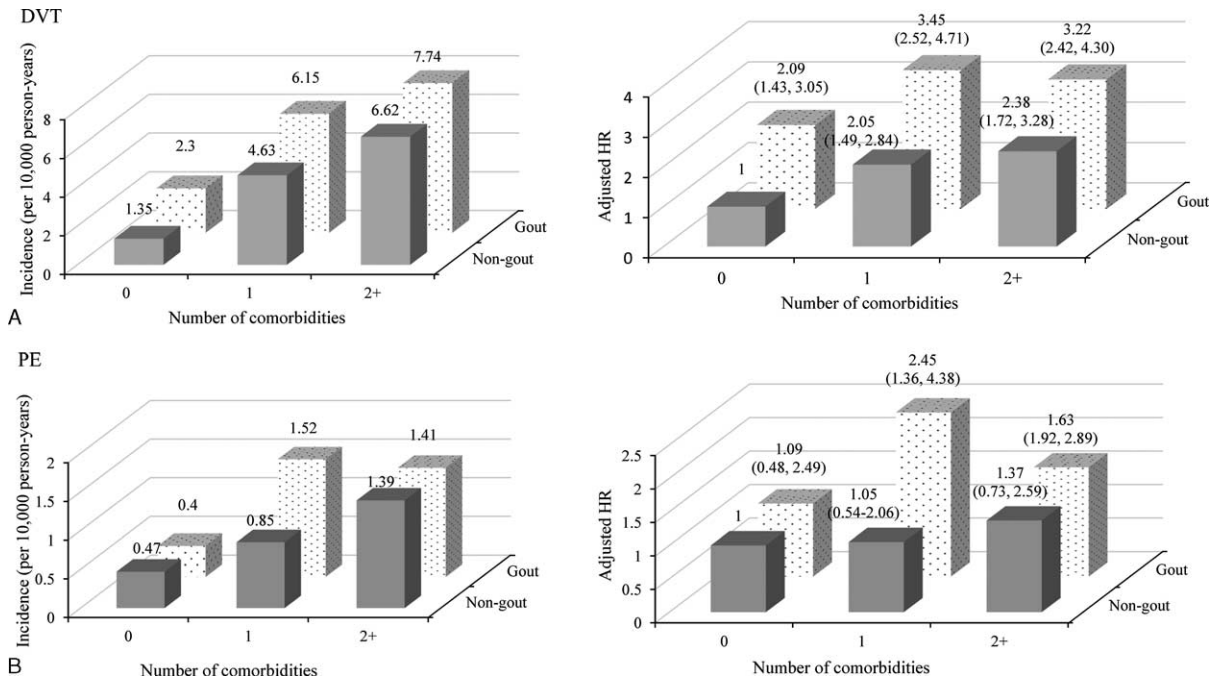 DVT
Incidence (per 10,000 person-years)
8
6
4
2
0
1.35
2.3
4.63
6.15
6.62
7.74
Gout
Non-gout
0 1 2+
Number of comorbidities
A
Adjusted HR
4
3
2
1
0
1
2.09
(1.43, 3.05)
2.05
(1.49, 2.84)
3.45
(2.52, 4.71)
2.38
(1.72, 3.28)
3.22
(2.42, 4.30)
Gout
Non-gout
0 1 2+
Number of comorbidities
PE
Incidence (per 10,000 person-years)
2
1.5
1
0.5
0
0.47
0.4
0.85
1.52
1.39
1.41
Gout
Non-gout
0 1 2+
Number of comorbidities
B
Adjusted HR
2.5
2
1.5
1
0.5
0
1
1.09
(0.48, 2.49)
1.05
(0.54-2.06)
2.45
(1.36, 4.38)
1.37
(0.73, 2.59)
1.63
(1.92, 2.89)
Gout
Non-gout
0 1 2+
Number of comorbidities